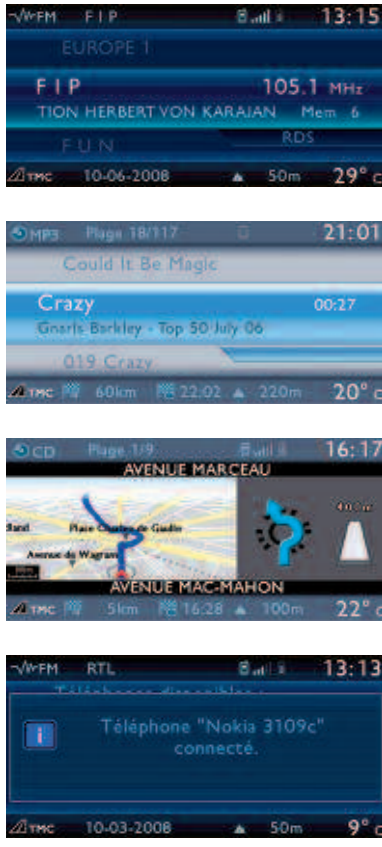 FM FIP 13:15
EUROPE 1
FIP 105.1 MHz
TION HERBERT VON KARAJAN Mem 6
FUN RDS
TMC 10-06-2008 50m 29° c
MP3 Plage 18/117 21:01
Could It Be Magic
Crazy 00:27
Gnarls Barkley - Top 50 July 06
019 Crazy
TMC 60km 22:02 220m 20° c
CD Plage 1/9 16:17
AVENUE MARCEAU
Place Charles de Gaulle
400m
Avenue de Wagram
AVENUE MAC-MAHON
TMC 5km 16:28 100m 22° c
FM RTL 13:13
Téléphones disponibles :
Téléphone "Nokia 3109c"
connecté.
TMC 10-03-2008 50m 9° c